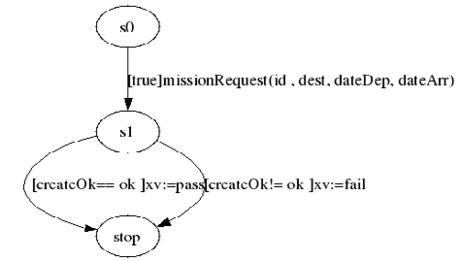 s0
[true]missionRequest(id , dest, dateDep, dateArr)
s1
[createOk== ok ]xv:=pass[createOk!= ok ]xv:=fail
stop